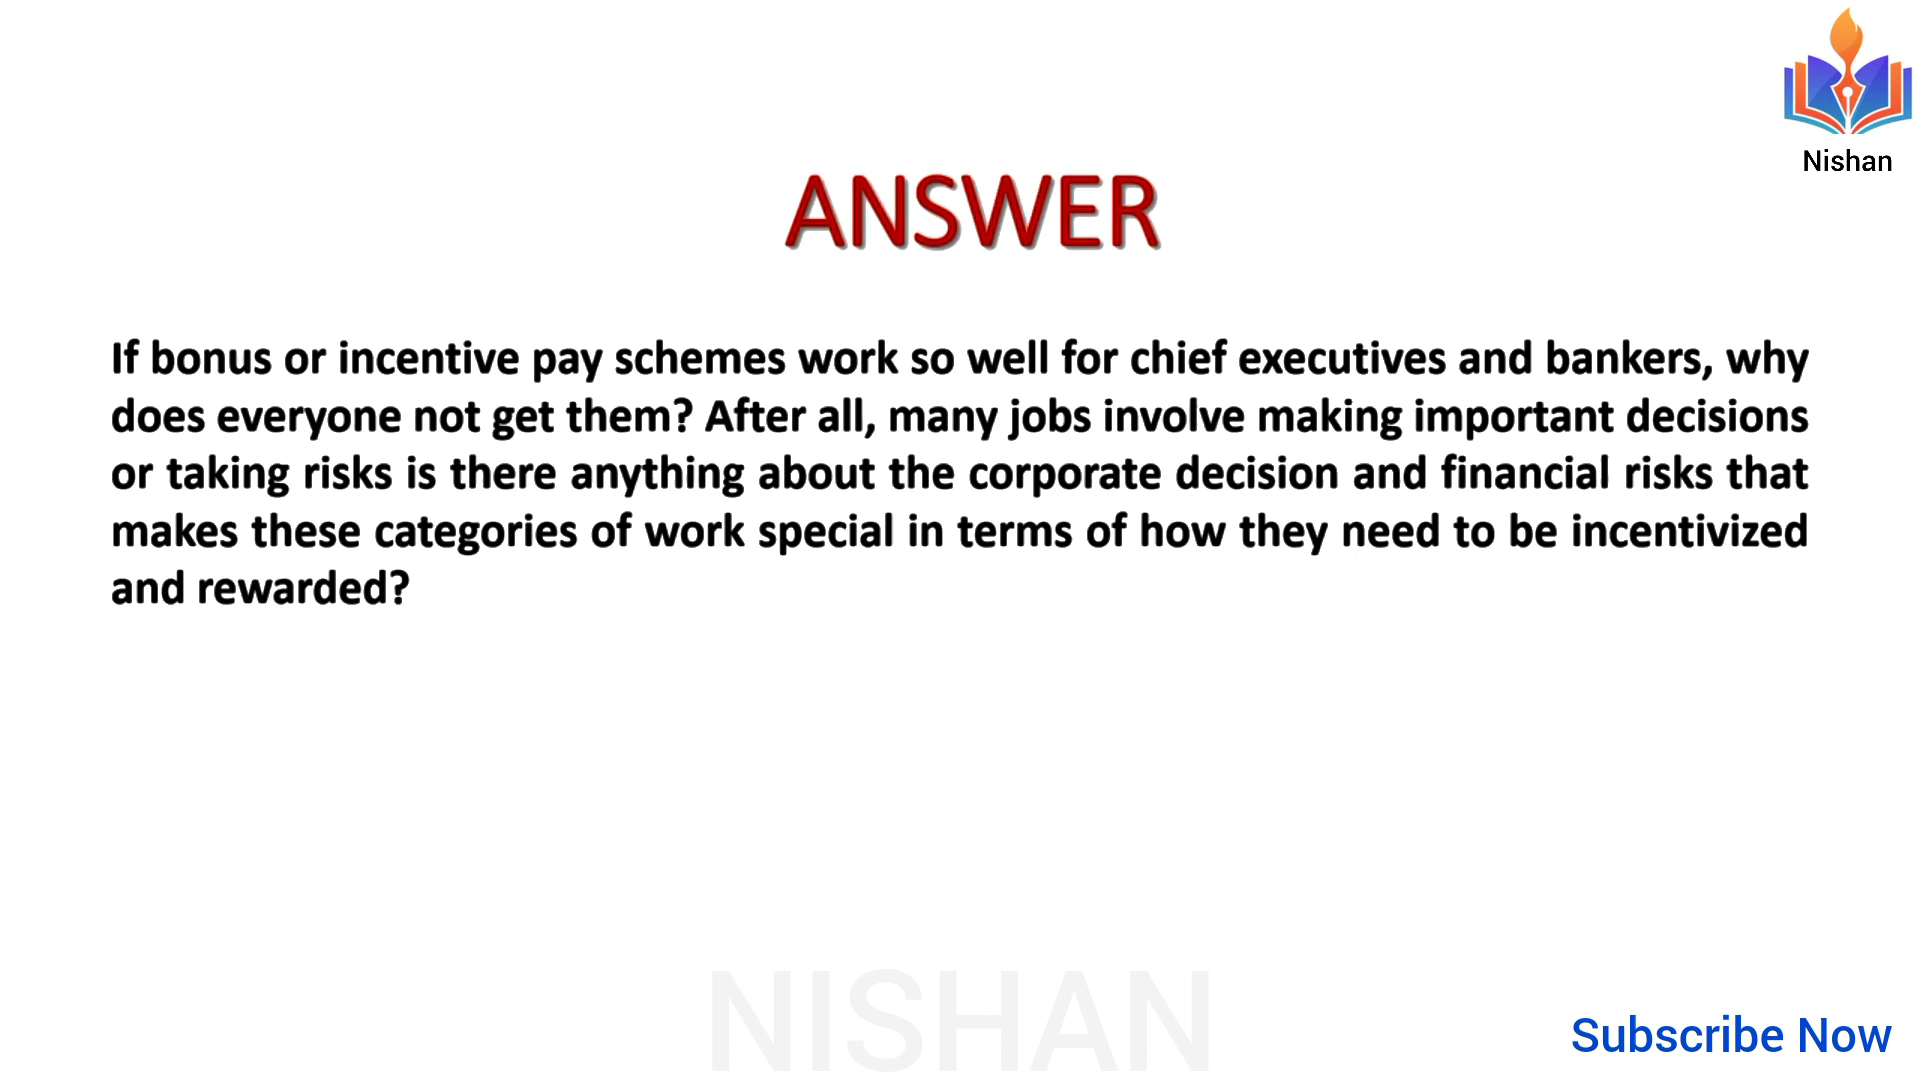 Nishan
ANSWER
If bonus or incentive pay schemes work so well for chief executives and bankers, why
does everyone not get them? After all, many jobs involve making important decisions
or taking risks is there anything about the corporate decision and financial risks that
makes these categories of work special in terms of how they need to be incentivized
and rewarded?
NISHAN
Subscribe Now